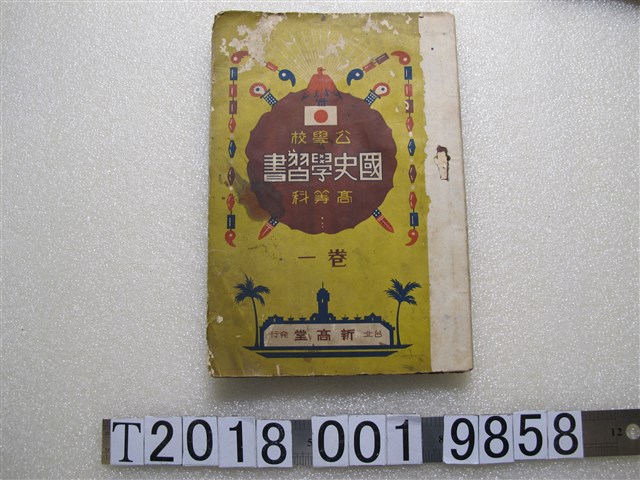 公學校
國史學習書
高等科
卷一
台北 新高堂 發行
T2018 001 9858
12